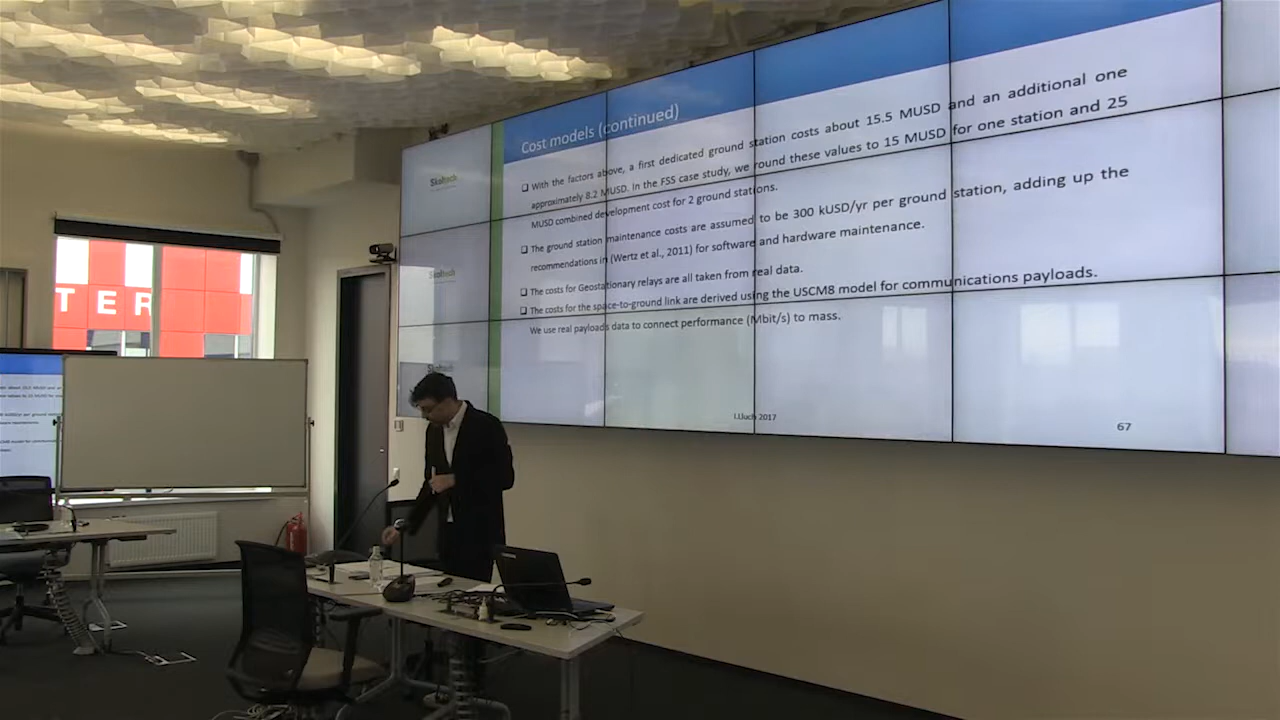 Cost models (continued)
Skoltech
❑ With the factors above, a first dedicated ground station costs about 15.5 MUSD and an additional one
approximately 8.2 MUSD. In the FSS case study, we round these values to 15 MUSD for one station and 25
MUSD combined development cost for 2 ground stations.
❑ The ground station maintenance costs are assumed to be 300 kUSD/yr per ground station, adding up the
recommendations in (Wertz et al., 2011) for software and hardware maintenance.
❑ The costs for Geostationary relays are all taken from real data.
❑ The costs for the space-to-ground link are derived using the USCM8 model for communications payloads.
We use real payloads data to connect performance (Mbit/s) to mass.
I.Lluch 2017
67
Skoltech
TER